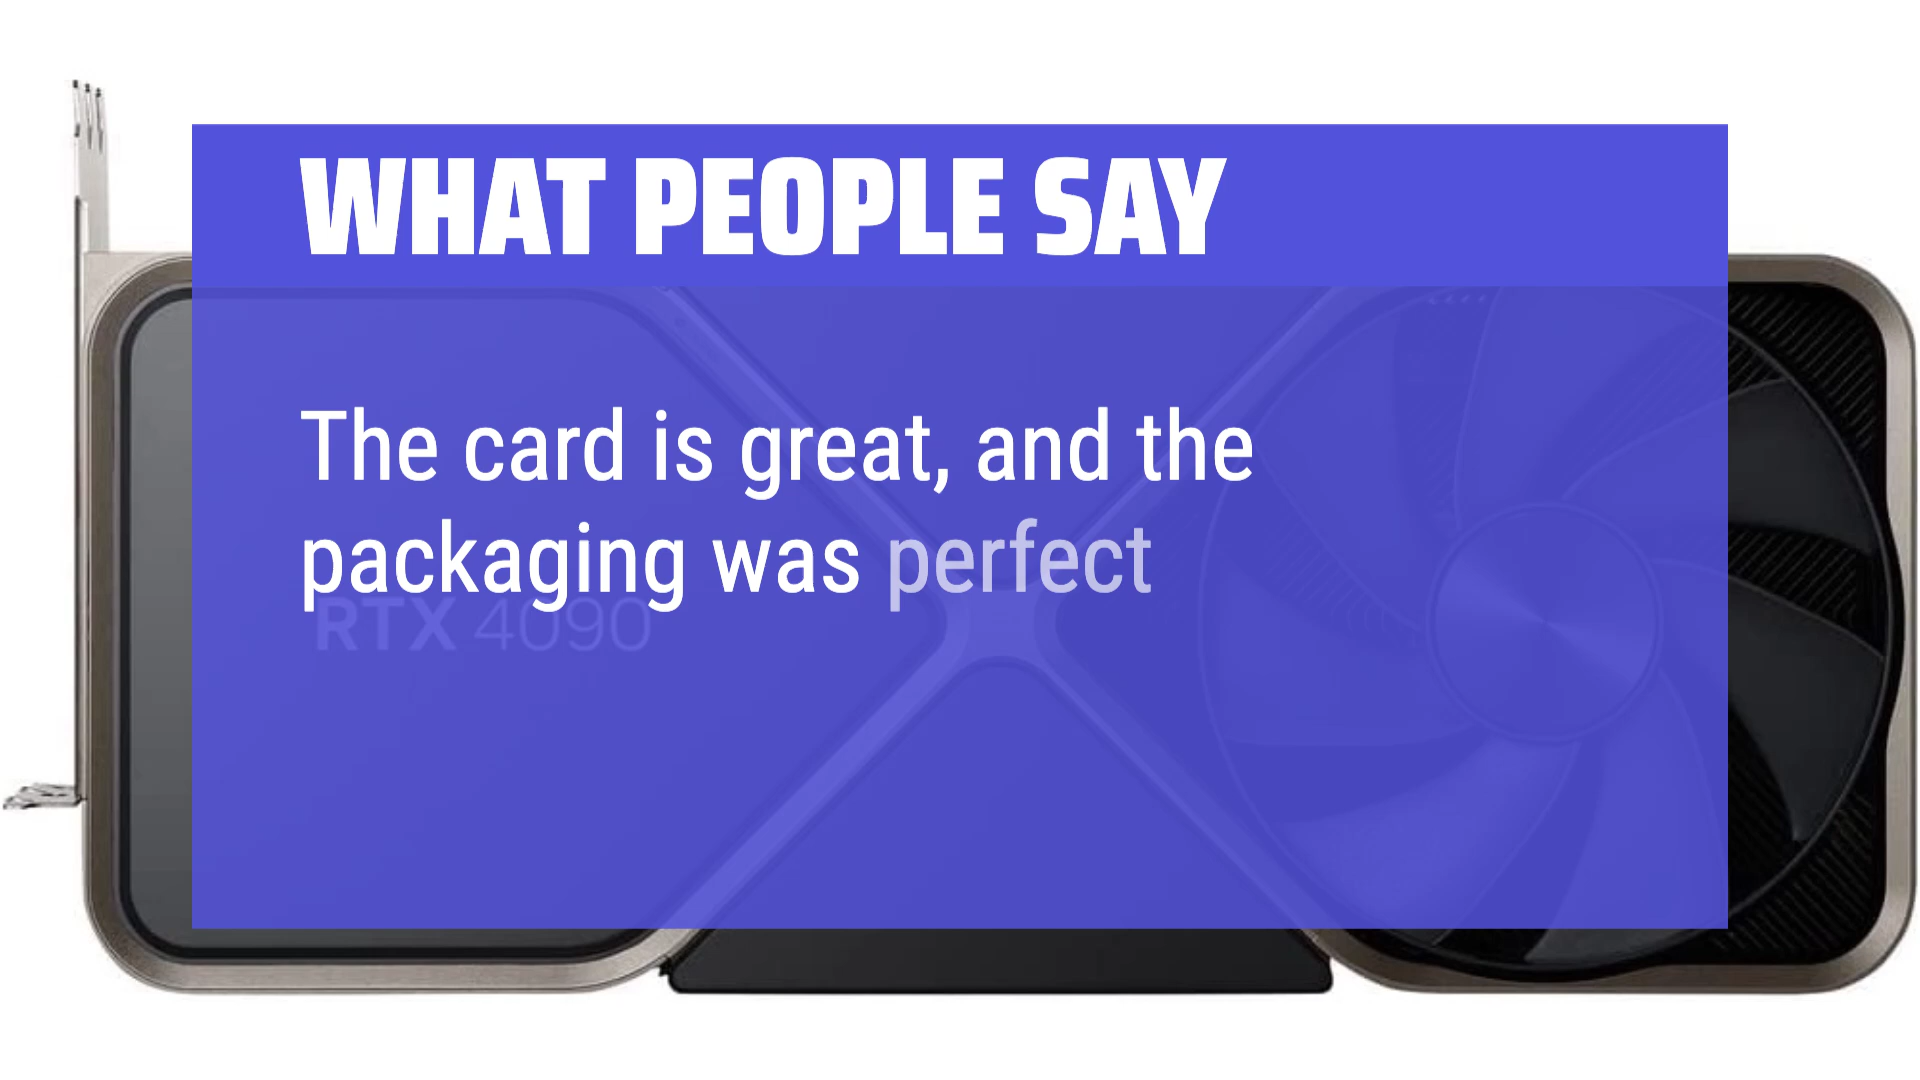 WHAT PEOPLE SAY
The card is great, and the
packaging was perfect
RTX 4090